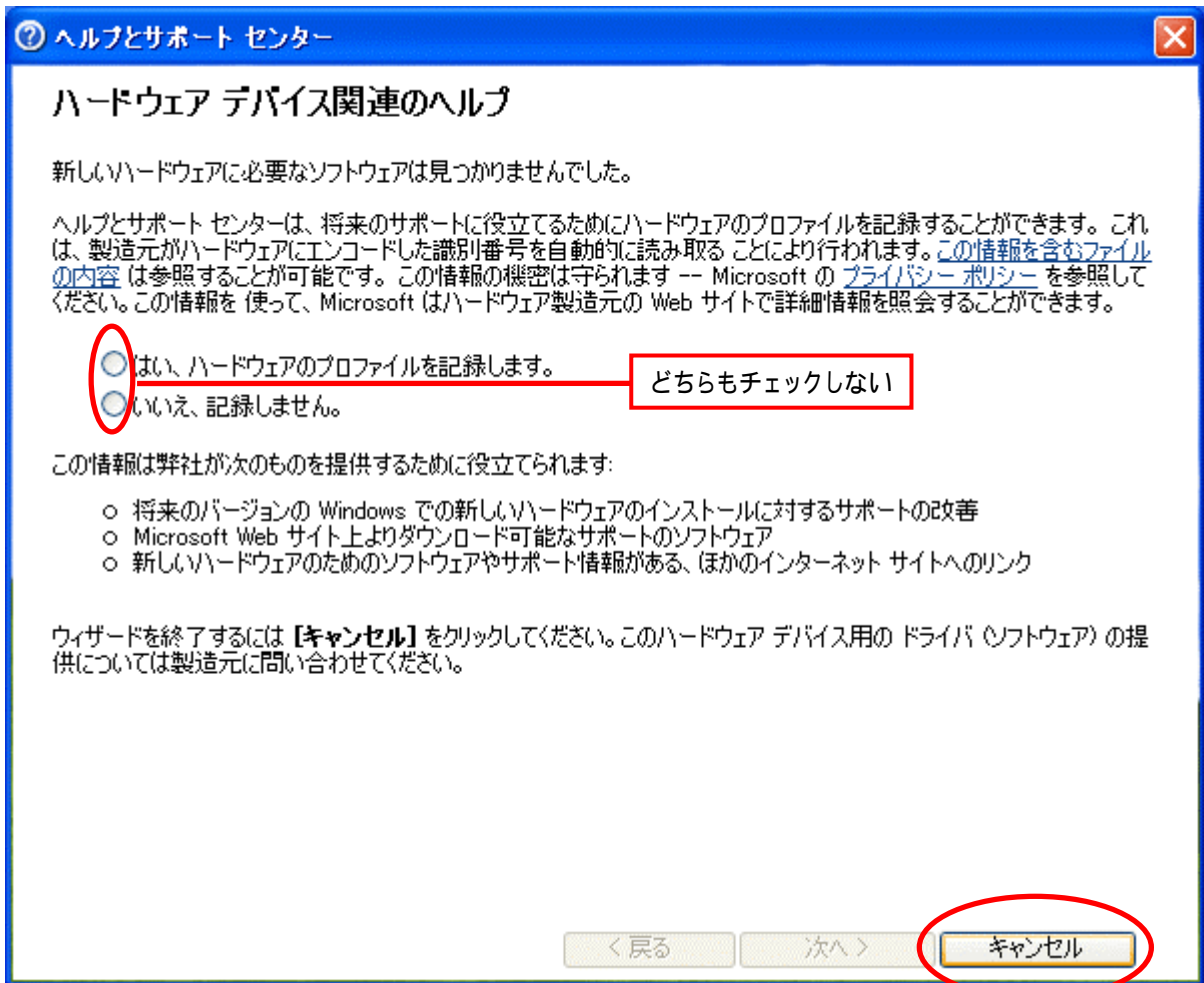 ヘルプとサポート センター
ハードウェア デバイス関連のヘルプ
新しいハードウェアに必要なソフトウェアは見つかりませんでした。
ヘルプとサポート センターは、将来のサポートに役立てるためにハードウェアのプロファイルを記録することができます。これ
は、製造元がハードウェアにエンコードした識別番号を自動的に読み取る ことにより行われます。この情報を含むファイル
の内容 は参照することが可能です。この情報の機密は守られます -- Microsoft の プライバシー ポリシー を参照して
ください。この情報を 使って、Microsoft はハードウェア製造元の Web サイトで詳細情報を照会することができます。
はい、ハードウェアのプロファイルを記録します。
どちらもチェックしない
いいえ、記録しません。
この情報は弊社が次のものを提供するために役立てられます:
将来のバージョンの Windows での新しいハードウェアのインストールに対するサポートの改善
Microsoft Web サイト上よりダウンロード可能なサポートのソフトウェア
新しいハードウェアのためのソフトウェアやサポート情報がある、ほかのインターネット サイトへのリンク
ウィザードを終了するには [キャンセル] をクリックしてください。このハードウェア デバイス用の ドライバ (ソフトウェア) の提
供については製造元に問い合わせてください。
< 戻る 次へ > キャンセル